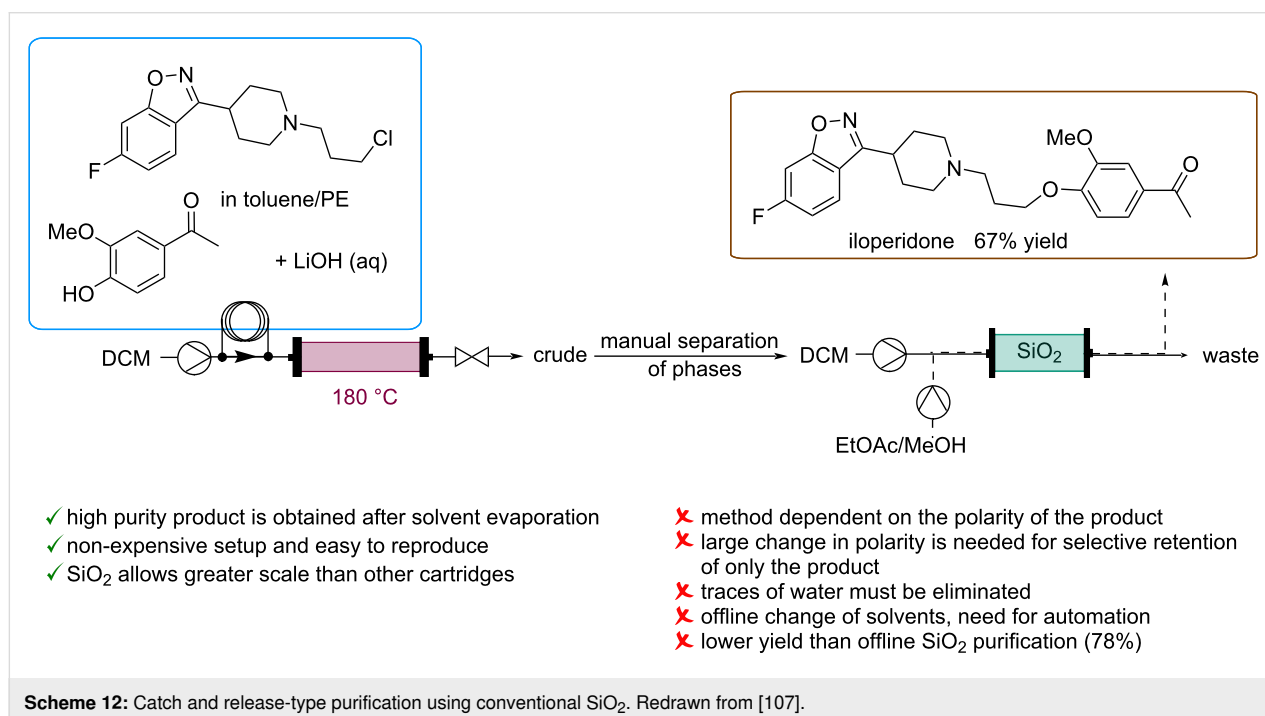 O
N
N
Cl
F
in toluene/PE
O
MeO
HO
+ LiOH (aq)
O
N
N
F
O
MeO
O
iloperidone 67% yield
DCM
180 °C
crude
manual separation
of phases
DCM
SiO2
waste
EtOAc/MeOH
✓ high purity product is obtained after solvent evaporation
✓ non-expensive setup and easy to reproduce
✓ SiO2 allows greater scale than other cartridges
✗ method dependent on the polarity of the product
✗ large change in polarity is needed for selective retention
of only the product
✗ traces of water must be eliminated
✗ offline change of solvents, need for automation
✗ lower yield than offline SiO2 purification (78%)
Scheme 12: Catch and release-type purification using conventional SiO2. Redrawn from [107].